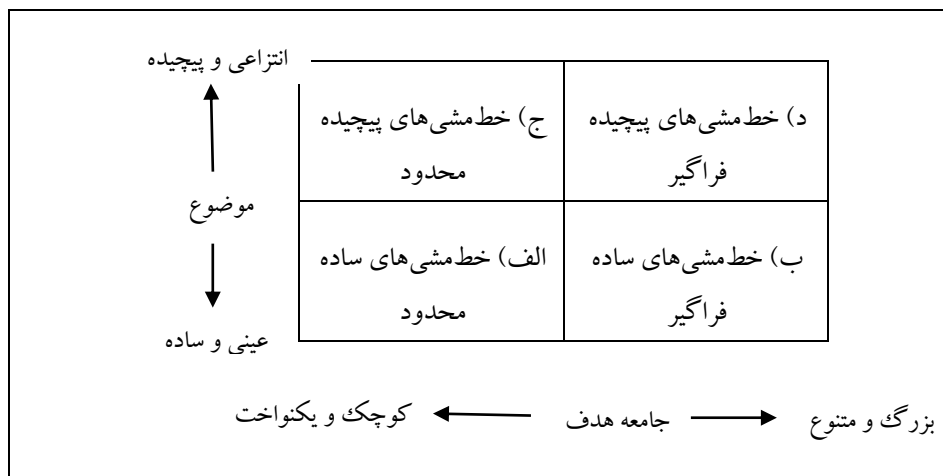 انتزاعی و پیچیده
د) خط‌مشی‌های پیچیده
فراگیر
ج) خط‌مشی‌های پیچیده
محدود
موضوع
ب) خط‌مشی‌های ساده
فراگیر
الف) خط‌مشی‌های ساده
محدود
عینی و ساده
بزرگ و متنوع
جامعه هدف
کوچک و یکنواخت